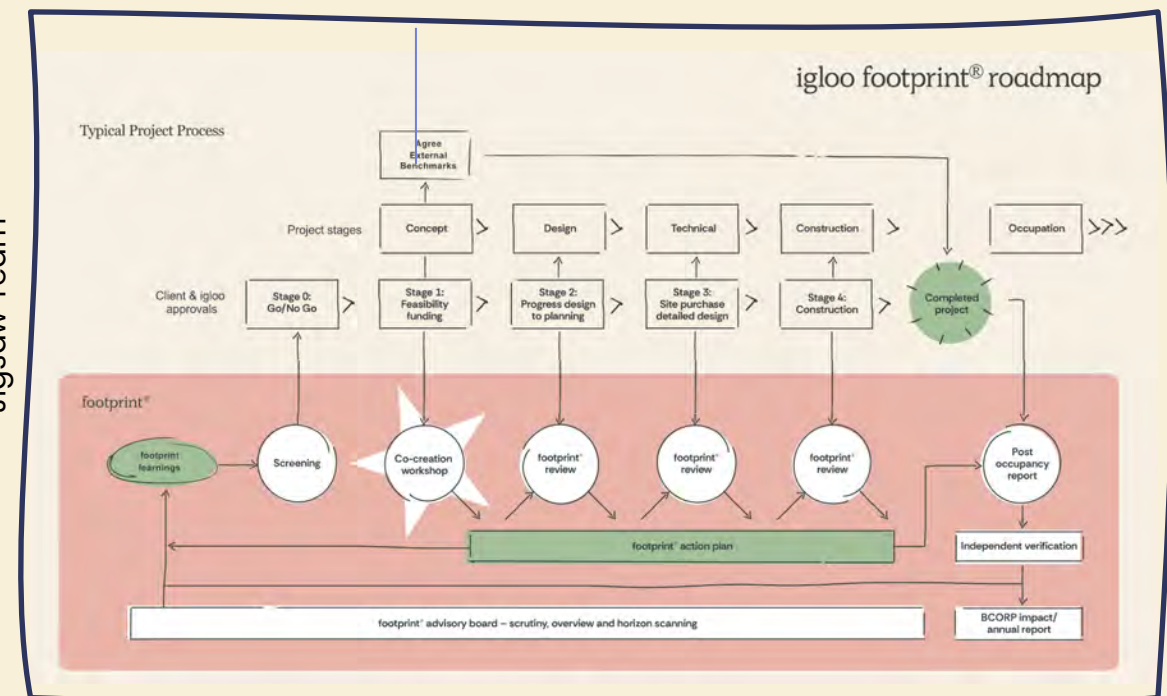 igloo footprint® roadmap
Typical Project Process
Agree
External
Benchmarks
Project stages
Concept
Design
Technical
Construction
Occupation
Client & igloo
approvals
Stage 0:
Go/No Go
Stage 1:
Feasibility
funding
Stage 2:
Progress design
to planning
Stage 3:
Site purchase
detailed design
Stage 4:
Construction
Completed
project
footprint®
footprint
learnings
Screening
Co-creation
workshop
footprint®
review
footprint®
review
footprint®
review
Post
occupancy
report
footprint® action plan
Independent verification
footprint® advisory board – scrutiny, overview and horizon scanning
BCORP impact/
annual report